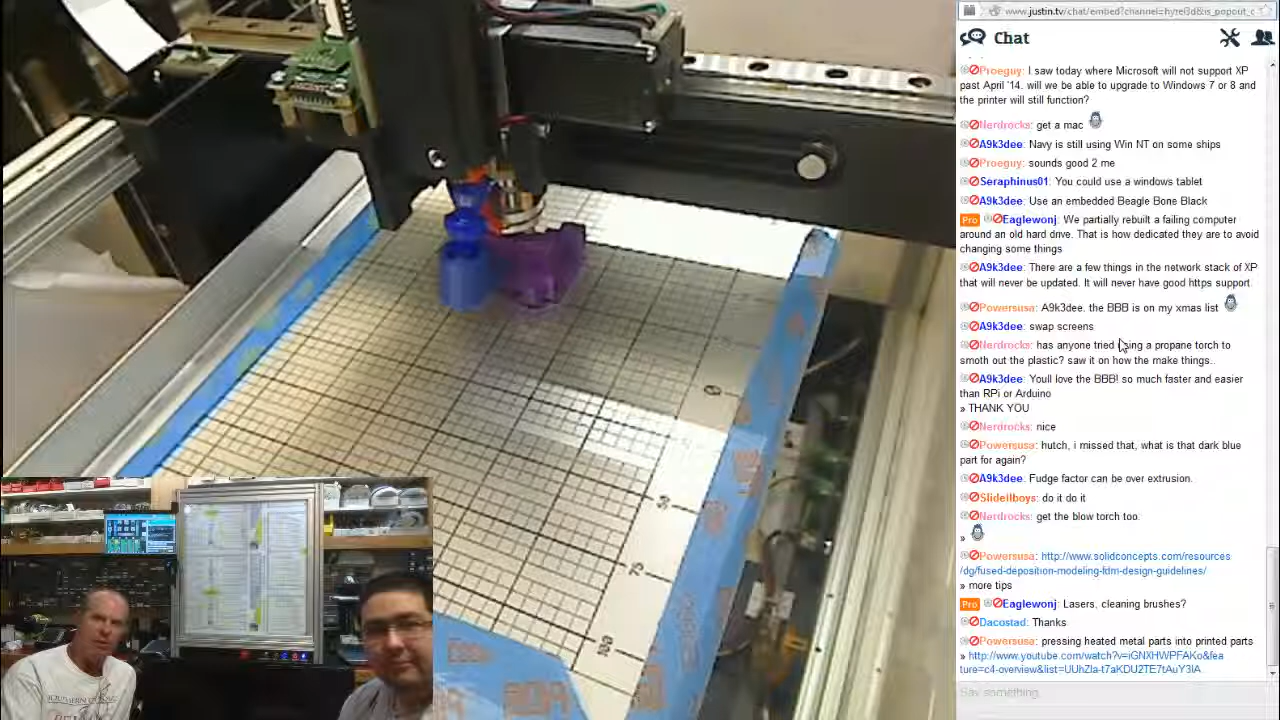 www.justin.tv/chat/embed?channel=hyrel3d&is_popout
Chat
Proeguy: I saw today where Microsoft will not support XP
past April '14. will we be able to upgrade to Windows 7 or 8 and
the printer will still function?
Nerdrocks: get a mac
A9k3dee: Navy is still using Win NT on some ships
Proeguy: sounds good 2 me
Seraphinus01: You could use a windows tablet
A9k3dee: Use an embedded Beagle Bone Black
Pro Eaglewonj: We partially rebuilt a failing computer
around an old hard drive. That is how dedicated they are to avoid
changing some things
A9k3dee: There are a few things in the network stack of XP
that will never be updated. It will never have good https support
Powersusa: A9k3dee. the BBB is on my xmas list
A9k3dee: swap screens
Nerdrocks: has anyone tried using a propane torch to
smoth out the plastic? saw it on how the make things..
A9k3dee: Youll love the BBB! so much faster and easier
than RPi or Arduino
» THANK YOU
Nerdrocks: nice
Powersusa: hutch, i missed that, what is that dark blue
part for again?
A9k3dee: Fudge factor can be over extrusion.
Slideilboys: do it do it
Nerdrocks: get the blow torch too.
»
Powersusa: http://www.solidconcepts.com/resources
/dg/fused-deposition-modeling-fdm-design-guidelines/
» more tips
Pro Eaglewonj: Lasers, cleaning brushes?
Dacostad: Thanks
Powersusa: pressing heated metal parts into printed parts
» http://www.youtube.com/watch?v=iGNXHWPFAKo&fea
ture=c4-overview&list=UUhZla-t7aKDU2TE7tAuY3lA
Say something.
0
50
75
100